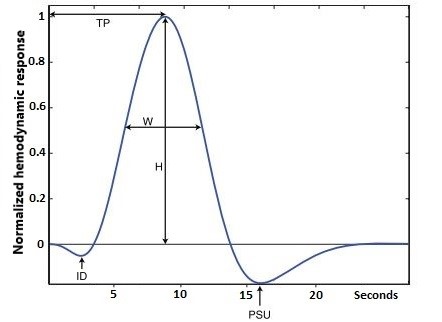 Normalized hemodynamic response
1
0.8
0.6
0.4
0.2
0
TP
W
H
ID
PSU
5 10 15 20 Seconds